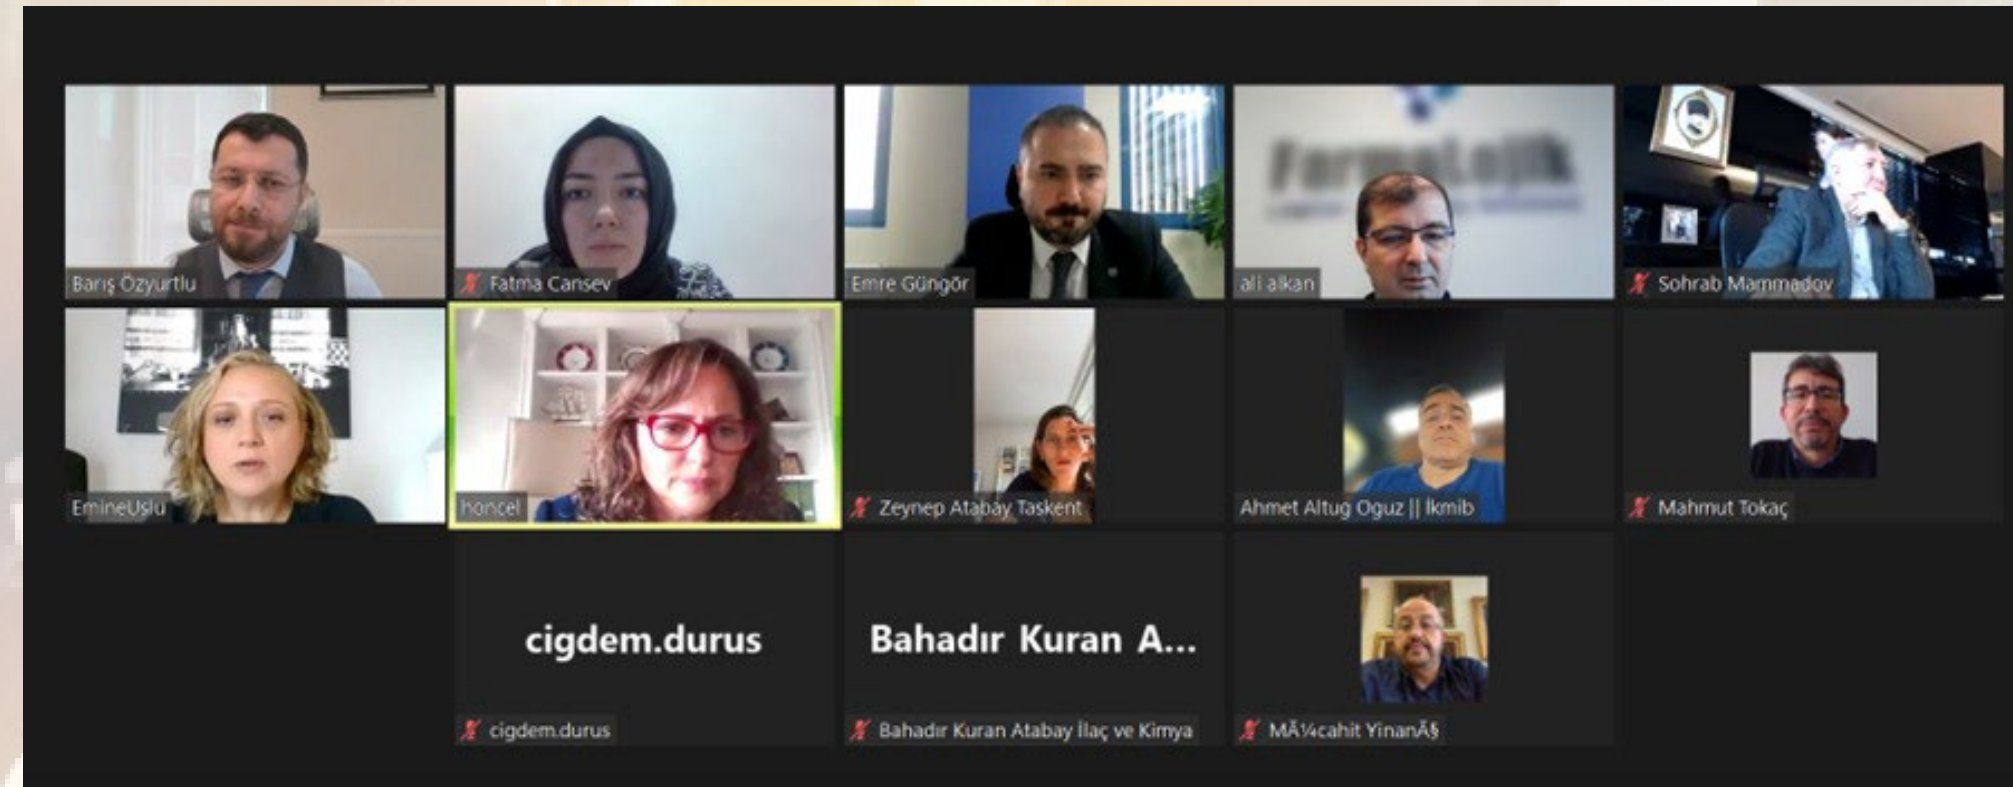 Barış Özyurtlu
Fatma Cansev
Emre Güngör
ali alkan
Sohrab Mammadov
EmineUslu
honcel
Zeynep Atabay Taskent
Ahmet Altug Oguz || İkmib
Mahmut Tokaç
cigdem.durus
Bahadır Kuran A...
cigdem.durus
Bahadır Kuran Atabay İlaç ve Kimya
MÃ¼cahit YinanÃ§